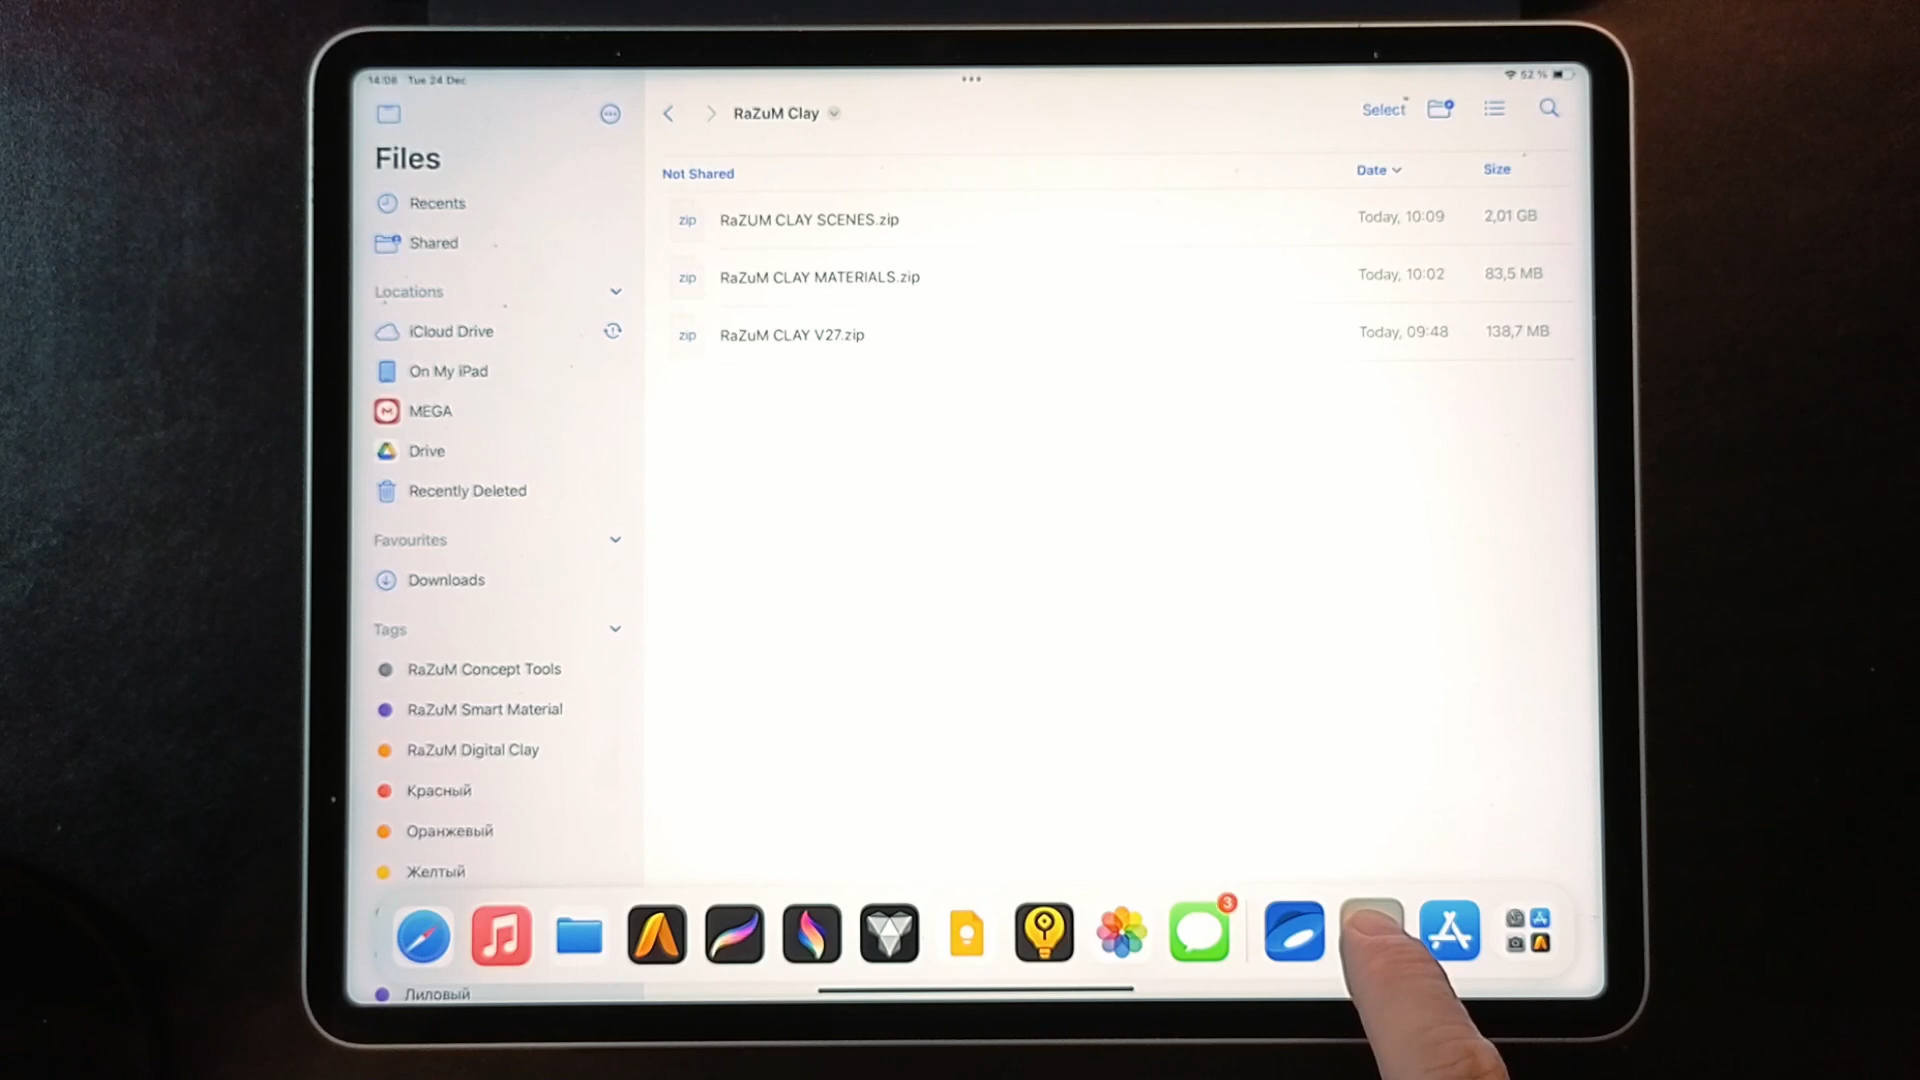 14:08 Tue 24 Dec
52 %
RaZuM Clay
Select
Files
Not Shared
Date
Size
Recents
Shared
Locations
iCloud Drive
On My iPad
MEGA
Drive
Recently Deleted
Favourites
Downloads
Tags
RaZuM Concept Tools
RaZuM Smart Material
RaZuM Digital Clay
Красный
Оранжевый
Желтый
Лиловый
zip RaZUM CLAY SCENES.zip Today, 10:09 2,01 GB
zip RaZuM CLAY MATERIALS.zip Today, 10:02 83,5 MB
zip RaZuM CLAY V27.zip Today, 09:48 138,7 MB
3